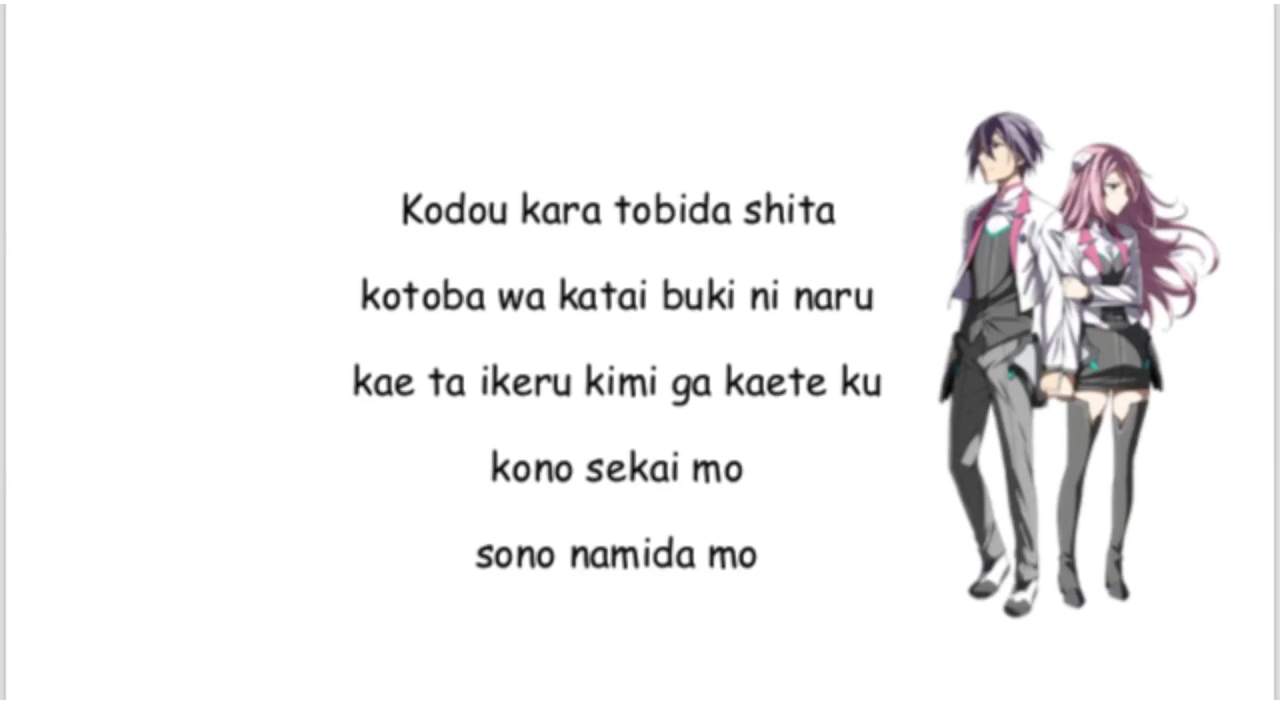 Kodou kara tobida shita
kotoba wa katai buki ni naru
kae ta ikeru kimi ga kaete ku
kono sekai mo
sono namida mo